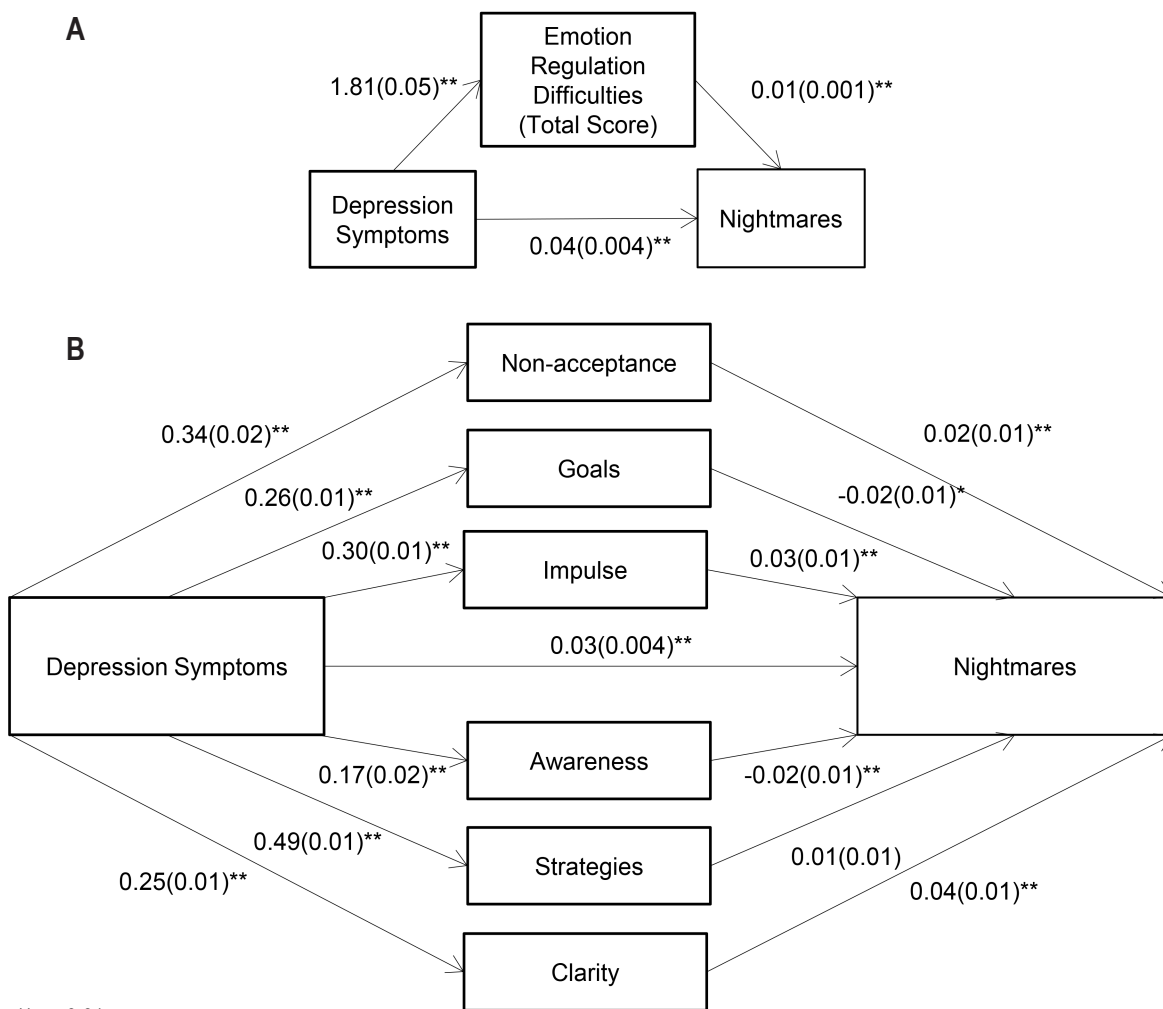 A
Emotion
Regulation
Difficulties
(Total Score)
1.81(0.05)**
0.01(0.001)**
Depression
Symptoms
Nightmares
0.04(0.004)**
B
Non-acceptance
0.34(0.02)**
0.02(0.01)**
Goals
0.26(0.01)**
-0.02(0.01)*
Impulse
0.30(0.01)**
0.03(0.01)**
0.03(0.004)**
Depression Symptoms
Nightmares
Awareness
0.17(0.02)**
-0.02(0.01)**
Strategies
0.49(0.01)**
0.01(0.01)
0.25(0.01)**
0.04(0.01)**
Clarity